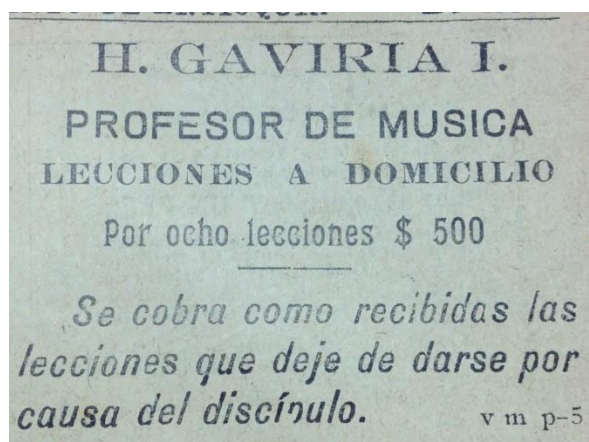 H. GAVIRIA I.
PROFESOR DE MUSICA
LECCIONES A DOMICILIO
Por ocho lecciones $ 500
Se cobra como recibidas las
lecciones que deje de darse por
causa del discípulo.
v m p-5